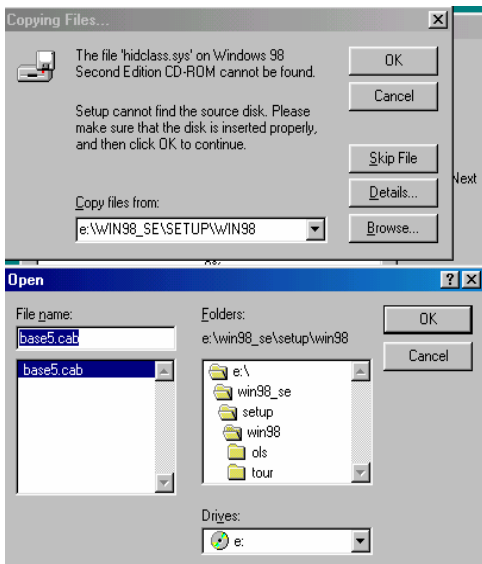 Copying Files...
The file 'hidclass.sys' on Windows 98
Second Edition CD-ROM cannot be found.
Setup cannot find the source disk. Please
make sure that the disk is inserted properly,
and then click OK to continue.
Copy files from:
e:\WIN98_SE\SETUP\WIN98
OK
Cancel
Skip File
Details...
Browse...
Next
Open
File name:
base5.cab
base5.cab
Folders:
e:\win98_se\setup\win98
e:\
win98_se
setup
win98
ols
tour
Drives:
e:
OK
Cancel